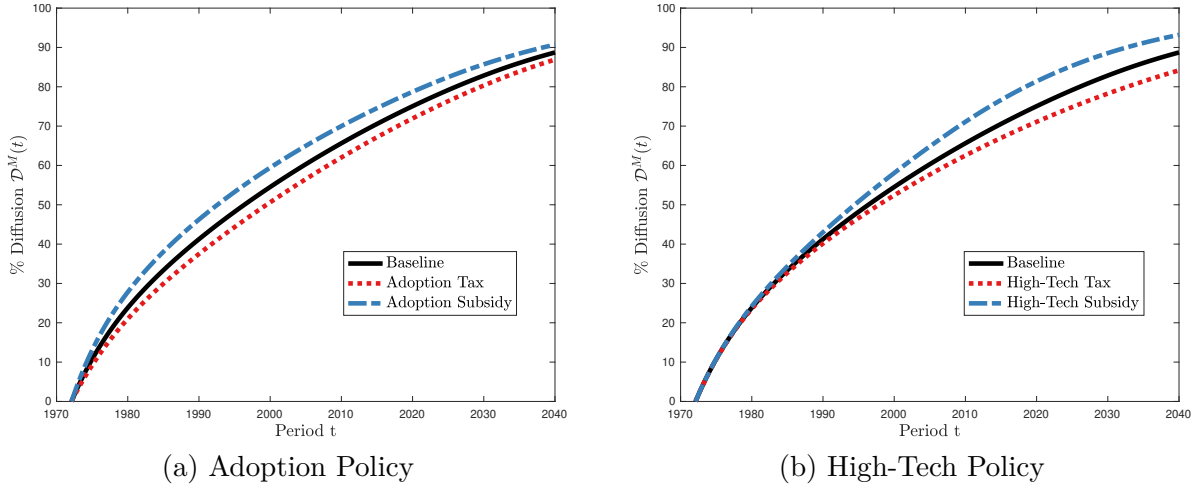 100
90
80
70
60
50
40
30
20
10
0
% Diffusion 𝒟^M(t)
1970 1980 1990 2000 2010 2020 2030 2040
Period t
Baseline
Adoption Tax
Adoption Subsidy
(a) Adoption Policy
100
90
80
70
60
50
40
30
20
10
0
% Diffusion 𝒟^M(t)
1970 1980 1990 2000 2010 2020 2030 2040
Period t
Baseline
High-Tech Tax
High-Tech Subsidy
(b) High-Tech Policy